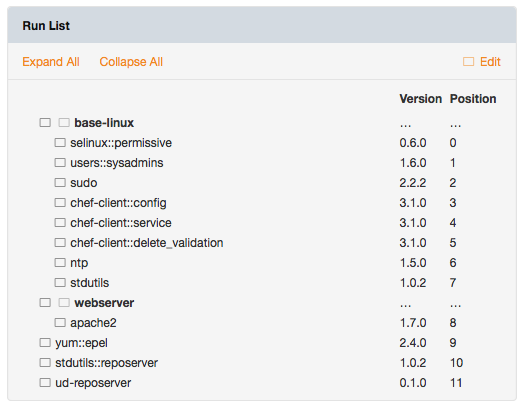 Run List
Expand All Collapse All Edit
Version Position
base-linux ... ...
selinux::permissive 0.6.0 0
users::sysadmins 1.6.0 1
sudo 2.2.2 2
chef-client::config 3.1.0 3
chef-client::service 3.1.0 4
chef-client::delete_validation 3.1.0 5
ntp 1.5.0 6
stdutils 1.0.2 7
webserver ... ...
apache2 1.7.0 8
yum::epel 2.4.0 9
stdutils::reposerver 1.0.2 10
ud-reposerver 0.1.0 11